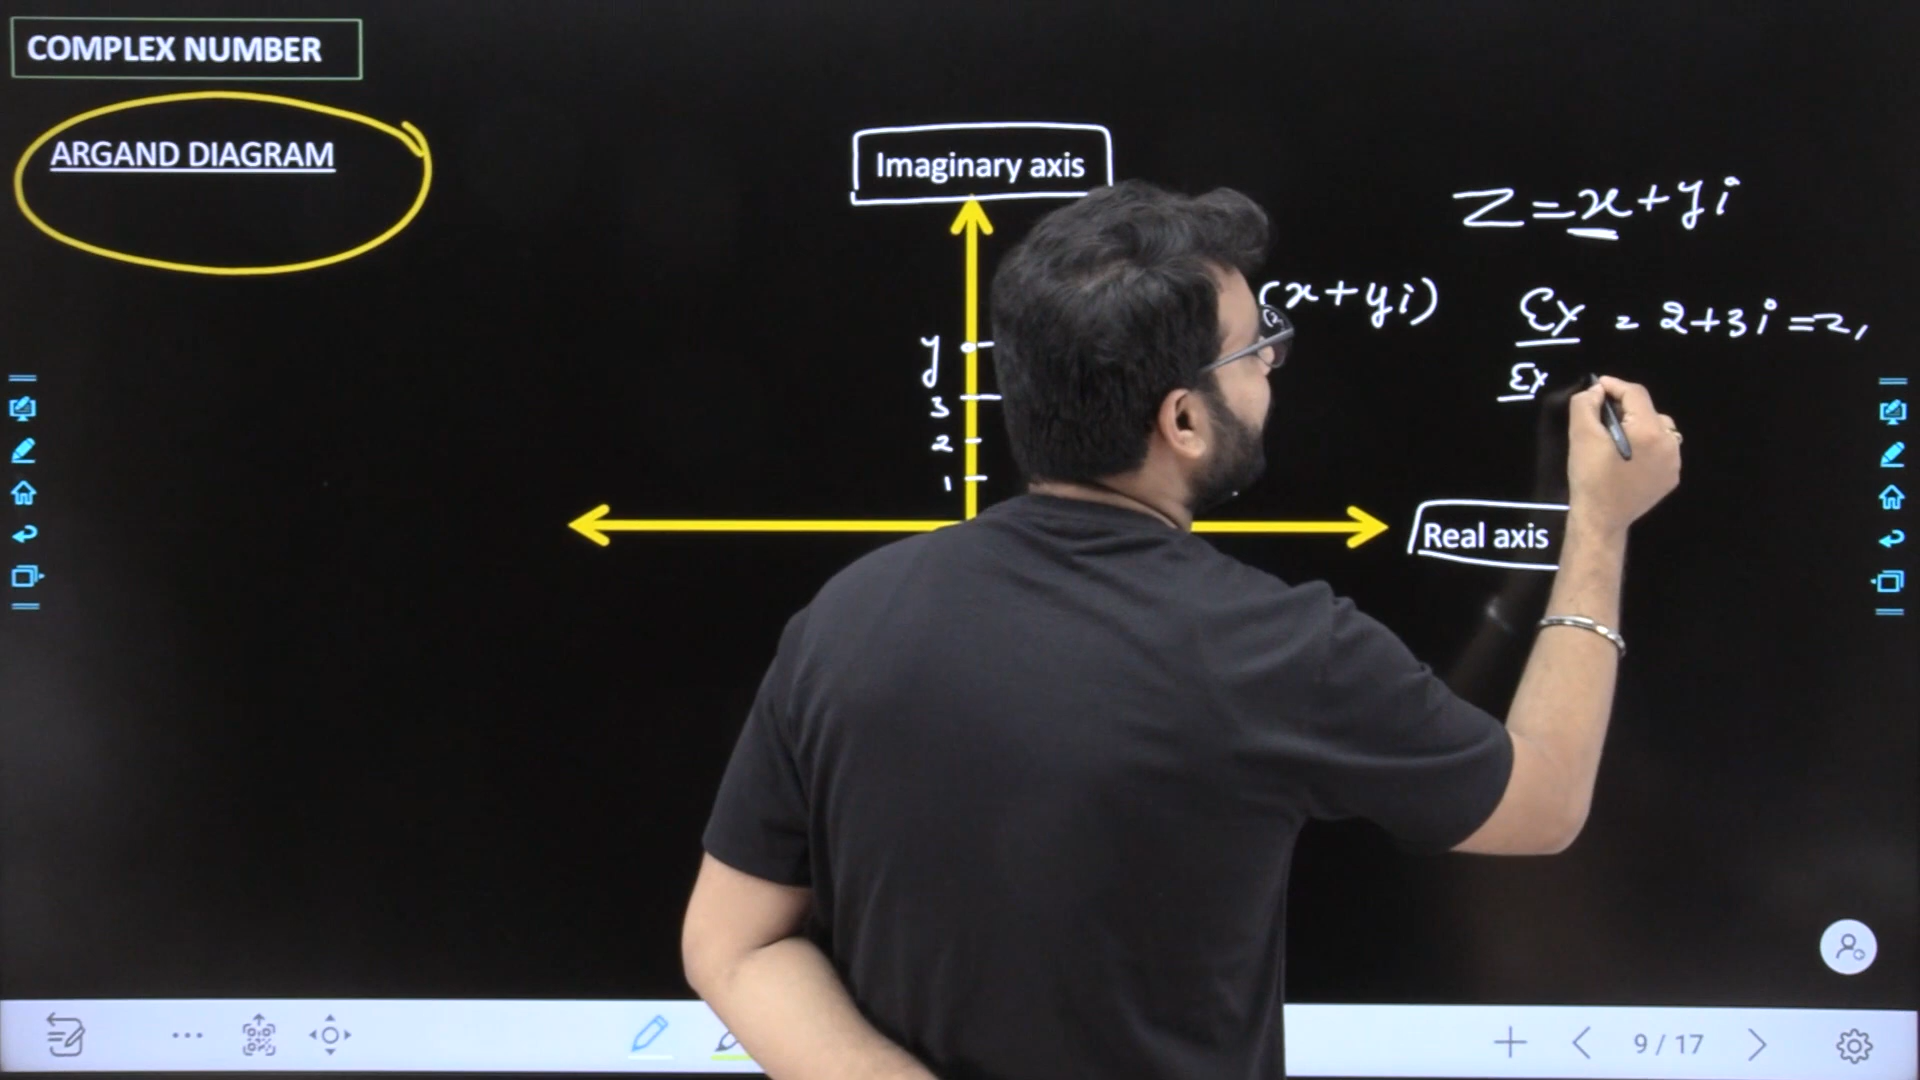 COMPLEX NUMBER
ARGAND DIAGRAM
Imaginary axis
Z=x+yi
(x+yi)
Ex = 2+3i =z₁
Ex
y
3
2
1
Real axis
9 / 17